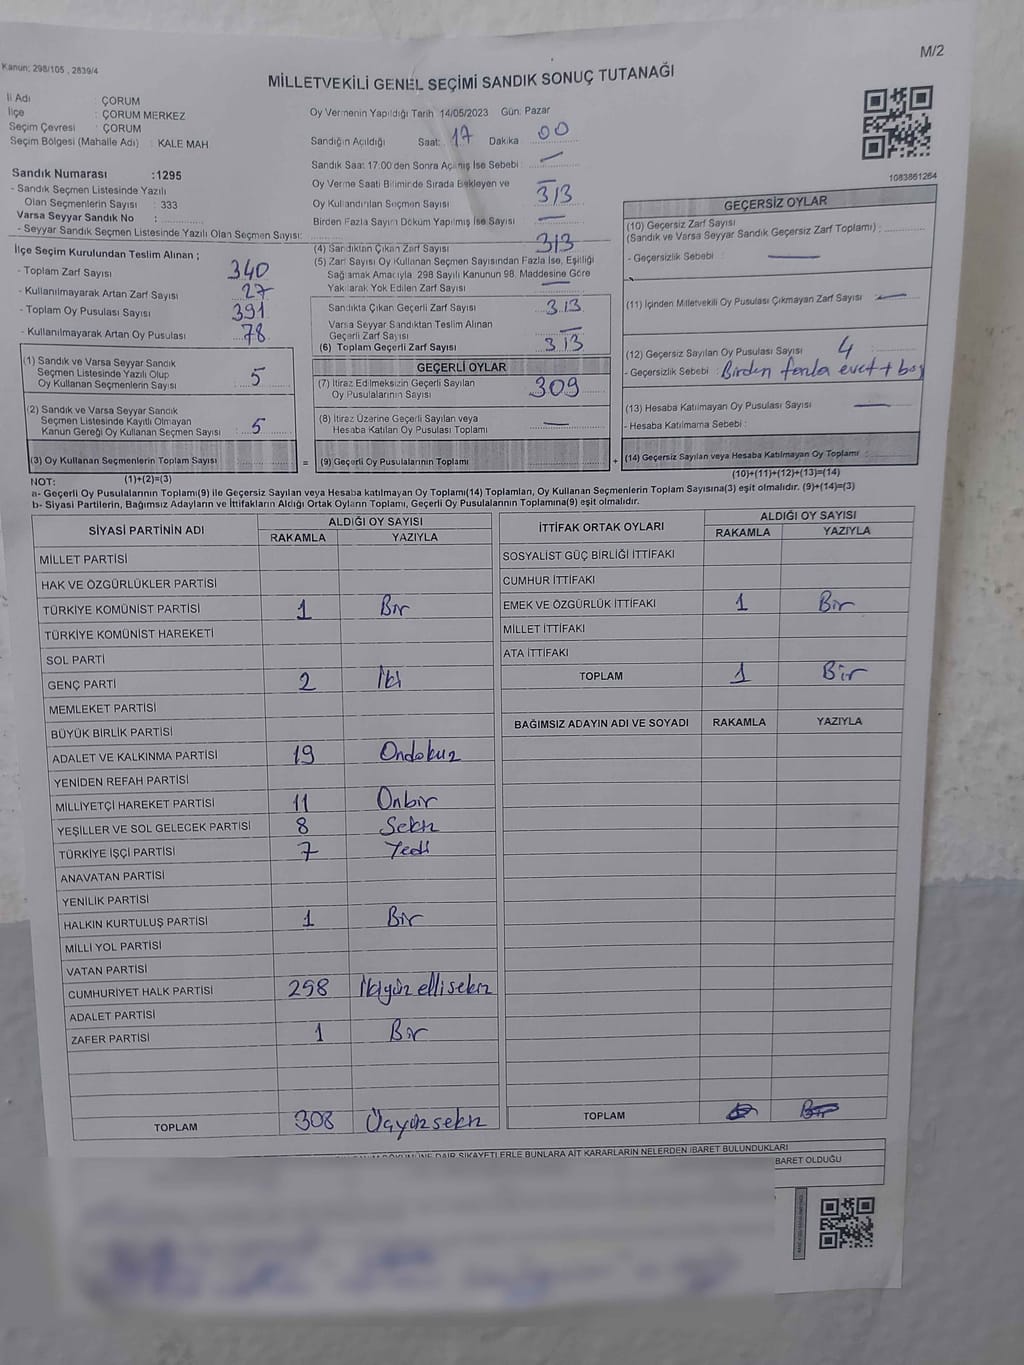 M/2
Kanun: 298/105 , 2839/4
MİLLETVEKİLİ GENEL SEÇİMİ SANDIK SONUÇ TUTANAĞI
İl Adı : ÇORUM
İlçe : ÇORUM MERKEZ
Seçim Çevresi : ÇORUM
Seçim Bölgesi (Mahalle Adı) : KALE MAH
Sandık Numarası :1295
- Sandık Seçmen Listesinde Yazılı
Olan Seçmenlerin Sayısı : 333
Varsa Seyyar Sandık No :
- Seyyar Sandık Seçmen Listesinde Yazılı Olan Seçmen Sayısı:
Oy Vermenin Yapıldığı Tarih 14/05/2023 Gün: Pazar
Sandığın Açıldığı Saat: 17 Dakika 00
Sandık Saat 17.00'den Sonra Açılmış İse Sebebi : —
Oy Verme Saati Bitiminde Sırada Bekleyen ve —
Oy Kullandırılan Seçmen Sayısı 313
Birden Fazla Sayım Döküm Yapılmış İse Sayısı —
(4) Sandıktan Çıkan Zarf Sayısı 313
(5) Zarf Sayısı Oy Kullanan Seçmen Sayısından Fazla İse, Eşitliği
Sağlamak Amacıyla 298 Sayılı Kanunun 98. Maddesine Göre
Yakılarak Yok Edilen Zarf Sayısı —
İlçe Seçim Kurulundan Teslim Alınan ;
- Toplam Zarf Sayısı 340
- Kullanılmayarak Artan Zarf Sayısı 27
- Toplam Oy Pusulası Sayısı 391
- Kullanılmayarak Artan Oy Pusulası 78
Sandıkta Çıkan Geçerli Zarf Sayısı 313
Varsa Seyyar Sandıktan Teslim Alınan
Geçerli Zarf Sayısı —
(6) Toplam Geçerli Zarf Sayısı 313
1083861264
GEÇERSİZ OYLAR
(10) Geçersiz Zarf Sayısı
(Sandık ve Varsa Seyyar Sandık Geçersiz Zarf Toplamı) :
- Geçersizlik Sebebi : —
(11) İçinden Milletvekili Oy Pusulası Çıkmayan Zarf Sayısı —
(12) Geçersiz Sayılan Oy Pusulası Sayısı 4
- Geçersizlik Sebebi : Birden fazla evet + boş
(13) Hesaba Katılmayan Oy Pusulası Sayısı —
- Hesaba Katılmama Sebebi :
(14) Geçersiz Sayılan veya Hesaba Katılmayan Oy Toplamı :
(10)+(11)+(12)+(13)=(14)
(1) Sandık ve Varsa Seyyar Sandık
Seçmen Listesinde Yazılı Olup
Oy Kullanan Seçmenlerin Sayısı 5
(2) Sandık ve Varsa Seyyar Sandık
Seçmen Listesinde Kayıtlı Olmayan
Kanun Gereği Oy Kullanan Seçmen Sayısı : 5
(3) Oy Kullanan Seçmenlerin Toplam Sayısı =
(1)+(2)=(3)
GEÇERLİ OYLAR
(7) İtiraz Edilmeksizin Geçerli Sayılan
Oy Pusulalarının Sayısı 309
(8) İtiraz Üzerine Geçerli Sayılan veya
Hesaba Katılan Oy Pusulası Toplamı —
(9) Geçerli Oy Pusulalarının Toplamı +
NOT:
a- Geçerli Oy Pusulalarının Toplamı(9) ile Geçersiz Sayılan veya Hesaba katılmayan Oy Toplamı(14) Toplamları, Oy Kullanan Seçmenlerin Toplam Sayısına(3) eşit olmalıdır. (9)+(14)=(3)
b- Siyasi Partilerin, Bağımsız Adayların ve İttifakların Aldığı Ortak Oyların Toplamı, Geçerli Oy Pusulalarının Toplamına(9) eşit olmalıdır.
SİYASİ PARTİNİN ADI ALDIĞI OY SAYISI
RAKAMLA YAZIYLA
MİLLET PARTİSİ
HAK VE ÖZGÜRLÜKLER PARTİSİ
TÜRKİYE KOMÜNİST PARTİSİ 1 Bir
TÜRKİYE KOMÜNİST HAREKETİ
SOL PARTİ
GENÇ PARTİ 2 İki
MEMLEKET PARTİSİ
BÜYÜK BİRLİK PARTİSİ
ADALET VE KALKINMA PARTİSİ 19 Ondokuz
YENİDEN REFAH PARTİSİ
MİLLİYETÇİ HAREKET PARTİSİ 11 Onbir
YEŞİLLER VE SOL GELECEK PARTİSİ 8 Sekiz
TÜRKİYE İŞÇİ PARTİSİ 7 Yedi
ANAVATAN PARTİSİ
YENİLİK PARTİSİ
HALKIN KURTULUŞ PARTİSİ 1 Bir
MİLLİ YOL PARTİSİ
VATAN PARTİSİ
CUMHURİYET HALK PARTİSİ 258 İkiyüz ellisekiz
ADALET PARTİSİ
ZAFER PARTİSİ 1 Bir
TOPLAM 308 Üçyüz sekiz
İTTİFAK ORTAK OYLARI ALDIĞI OY SAYISI
RAKAMLA YAZIYLA
SOSYALİST GÜÇ BİRLİĞİ İTTİFAKI
CUMHUR İTTİFAKI
EMEK VE ÖZGÜRLÜK İTTİFAKI 1 Bir
MİLLET İTTİFAKI
ATA İTTİFAKI
TOPLAM 1 Bir
BAĞIMSIZ ADAYIN ADI VE SOYADI RAKAMLA YAZIYLA
TOPLAM
DAİR ŞİKAYETLERLE BUNLARA AİT KARARLARIN NELERDEN İBARET BULUNDUKLARI
BARET OLDUĞU